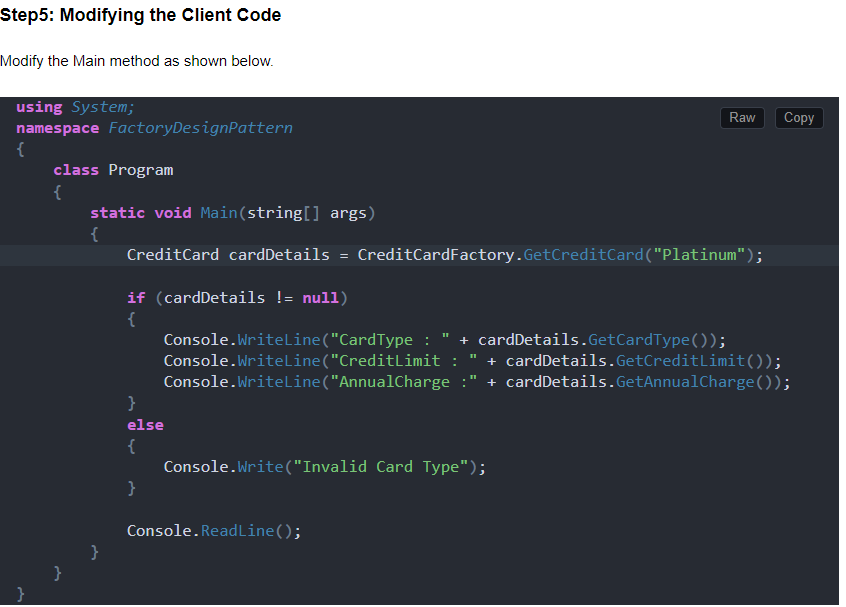 Step5: Modifying the Client Code
Modify the Main method as shown below.
Raw Copy
using System;
namespace FactoryDesignPattern
{
    class Program
    {
        static void Main(string[] args)
        {
            CreditCard cardDetails = CreditCardFactory.GetCreditCard("Platinum");

            if (cardDetails != null)
            {
                Console.WriteLine("CardType : " + cardDetails.GetCardType());
                Console.WriteLine("CreditLimit : " + cardDetails.GetCreditLimit());
                Console.WriteLine("AnnualCharge :" + cardDetails.GetAnnualCharge());
            }
            else
            {
                Console.Write("Invalid Card Type");
            }

            Console.ReadLine();
        }
    }
}